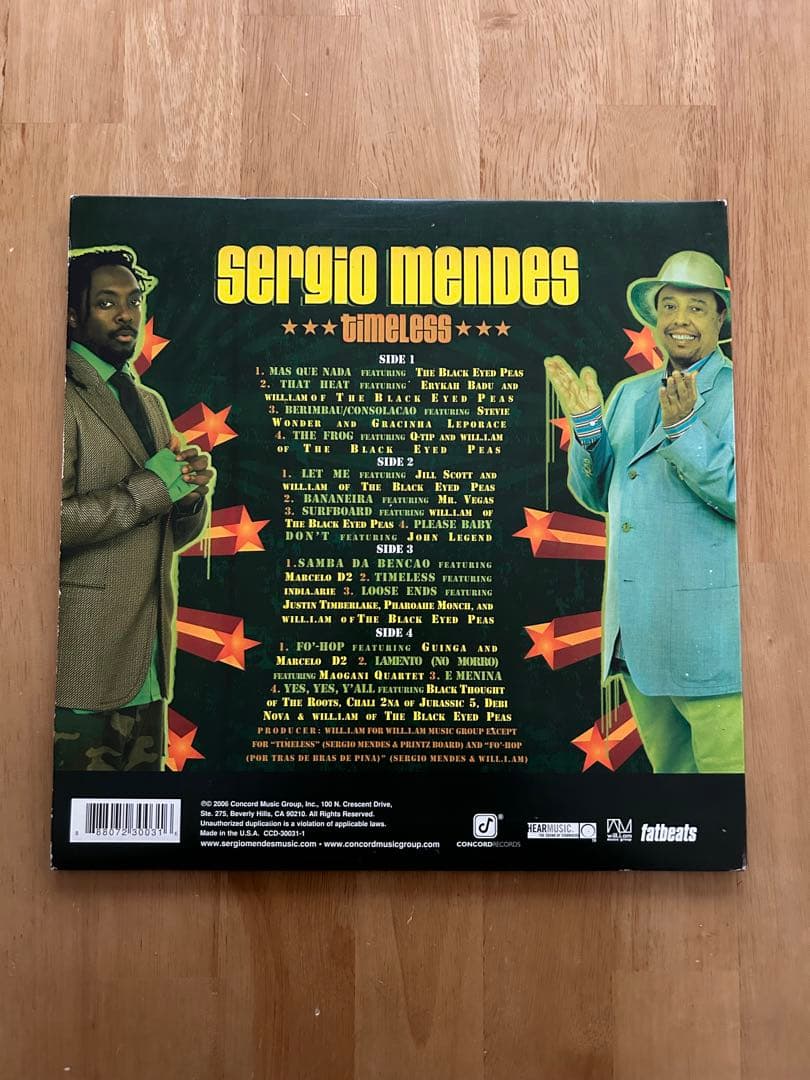 sergio mendes
timeless
SIDE 1
1. MAS QUE NADA FEATURING THE BLACK EYED PEAS
2. THAT HEAT FEATURING ERYKAH BADU AND
WILL.I.AM OF THE BLACK EYED PEAS
3. BERIMBAU/CONSOLACAO FEATURING STEVIE
WONDER AND GRACINHA LEPORACE
4. THE FROG FEATURING Q-TIP AND WILL.I.AM
OF THE BLACK EYED PEAS
SIDE 2
1. LET ME FEATURING JILL SCOTT AND
WILL.I.AM OF THE BLACK EYED PEAS
2. BANANEIRA FEATURING MR. VEGAS
3. SURFBOARD FEATURING WILL.I.AM OF
THE BLACK EYED PEAS 4. PLEASE BABY
DON'T FEATURING JOHN LEGEND
SIDE 3
1.SAMBA DA BENCAO FEATURING
MARCELO D2 2. TIMELESS FEATURING
INDIA.ARIE 3. LOOSE ENDS FEATURING
JUSTIN TIMBERLAKE, PHAROAHE MONCH, AND
WILL.I.AM OF THE BLACK EYED PEAS
SIDE 4
1. FO'-HOP FEATURING GUINGA AND
MARCELO D2 2. LAMENTO (NO MORRO)
FEATURING MAOGANI QUARTET 3. E MENINA
4. YES, YES, Y'ALL FEATURING BLACK THOUGHT
OF THE ROOTS, CHALI 2NA OF JURASSIC 5, DEBI
NOVA & WILL.I.AM OF THE BLACK EYED PEAS
PRODUCER: WILL.I.AM FOR WILL.I.AM MUSIC GROUP EXCEPT
FOR "TIMELESS" (SERGIO MENDES & PRINTZ BOARD) AND "FO'-HOP
(POR TRAS DE BRAS DE PINA)" (SERGIO MENDES & WILL.I.AM)
℗© 2006 Concord Music Group, Inc., 100 N. Crescent Drive,
Ste. 275, Beverly Hills, CA 90210. All Rights Reserved.
Unauthorized duplication is a violation of applicable laws.
Made in the U.S.A. CCD-30031-1
www.sergiomendesmusic.com • www.concordmusicgroup.com
68072 30031
CONCORDRECORDS
HEARMUSIC.
will.i.am
music group
fatbeats